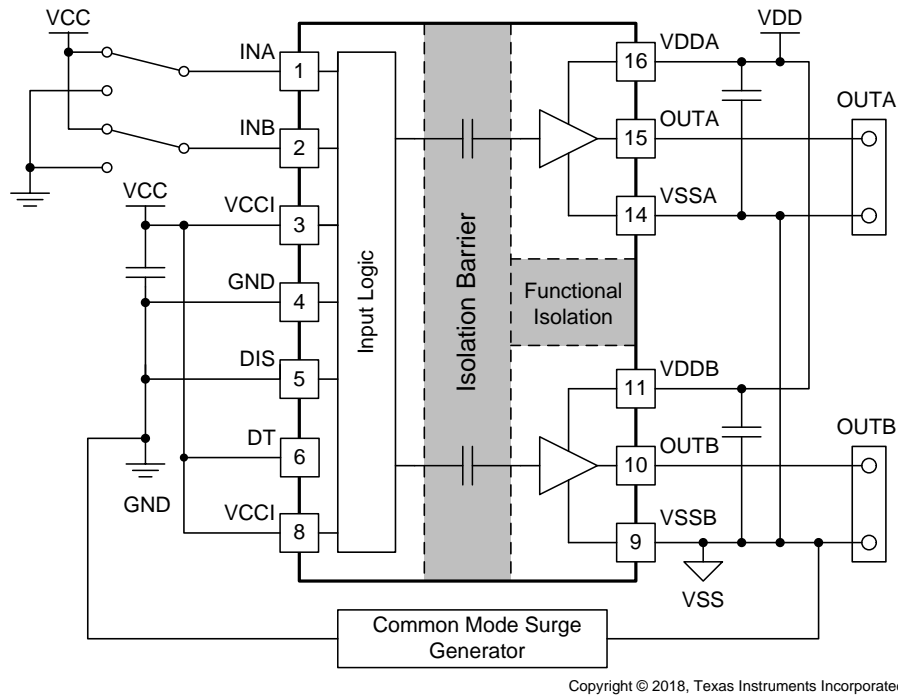 VCC
INA
1
INB
2
VCC
VCCI
3
GND
4
DIS
5
DT
6
GND
VCCI
8
Input Logic
Isolation Barrier
Functional
Isolation
16
VDDA
VDD
15
OUTA
OUTA
14
VSSA
11
VDDB
10
OUTB
OUTB
9
VSSB
VSS
Common Mode Surge
Generator
Copyright © 2018, Texas Instruments Incorporated